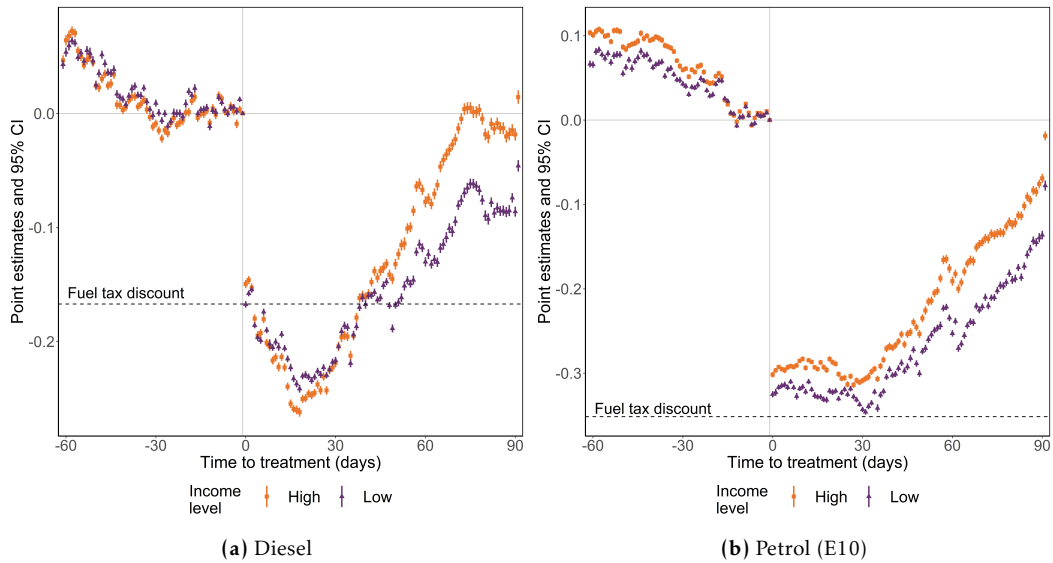 Point estimates and 95% CI
0.0
-0.1
-0.2
Fuel tax discount
-60
-30
0
30
60
90
Time to treatment (days)
Income
level
High
Low
(a) Diesel
Point estimates and 95% CI
0.1
0.0
-0.1
-0.2
-0.3
Fuel tax discount
-60
-30
0
30
60
90
Time to treatment (days)
Income
level
High
Low
(b) Petrol (E10)